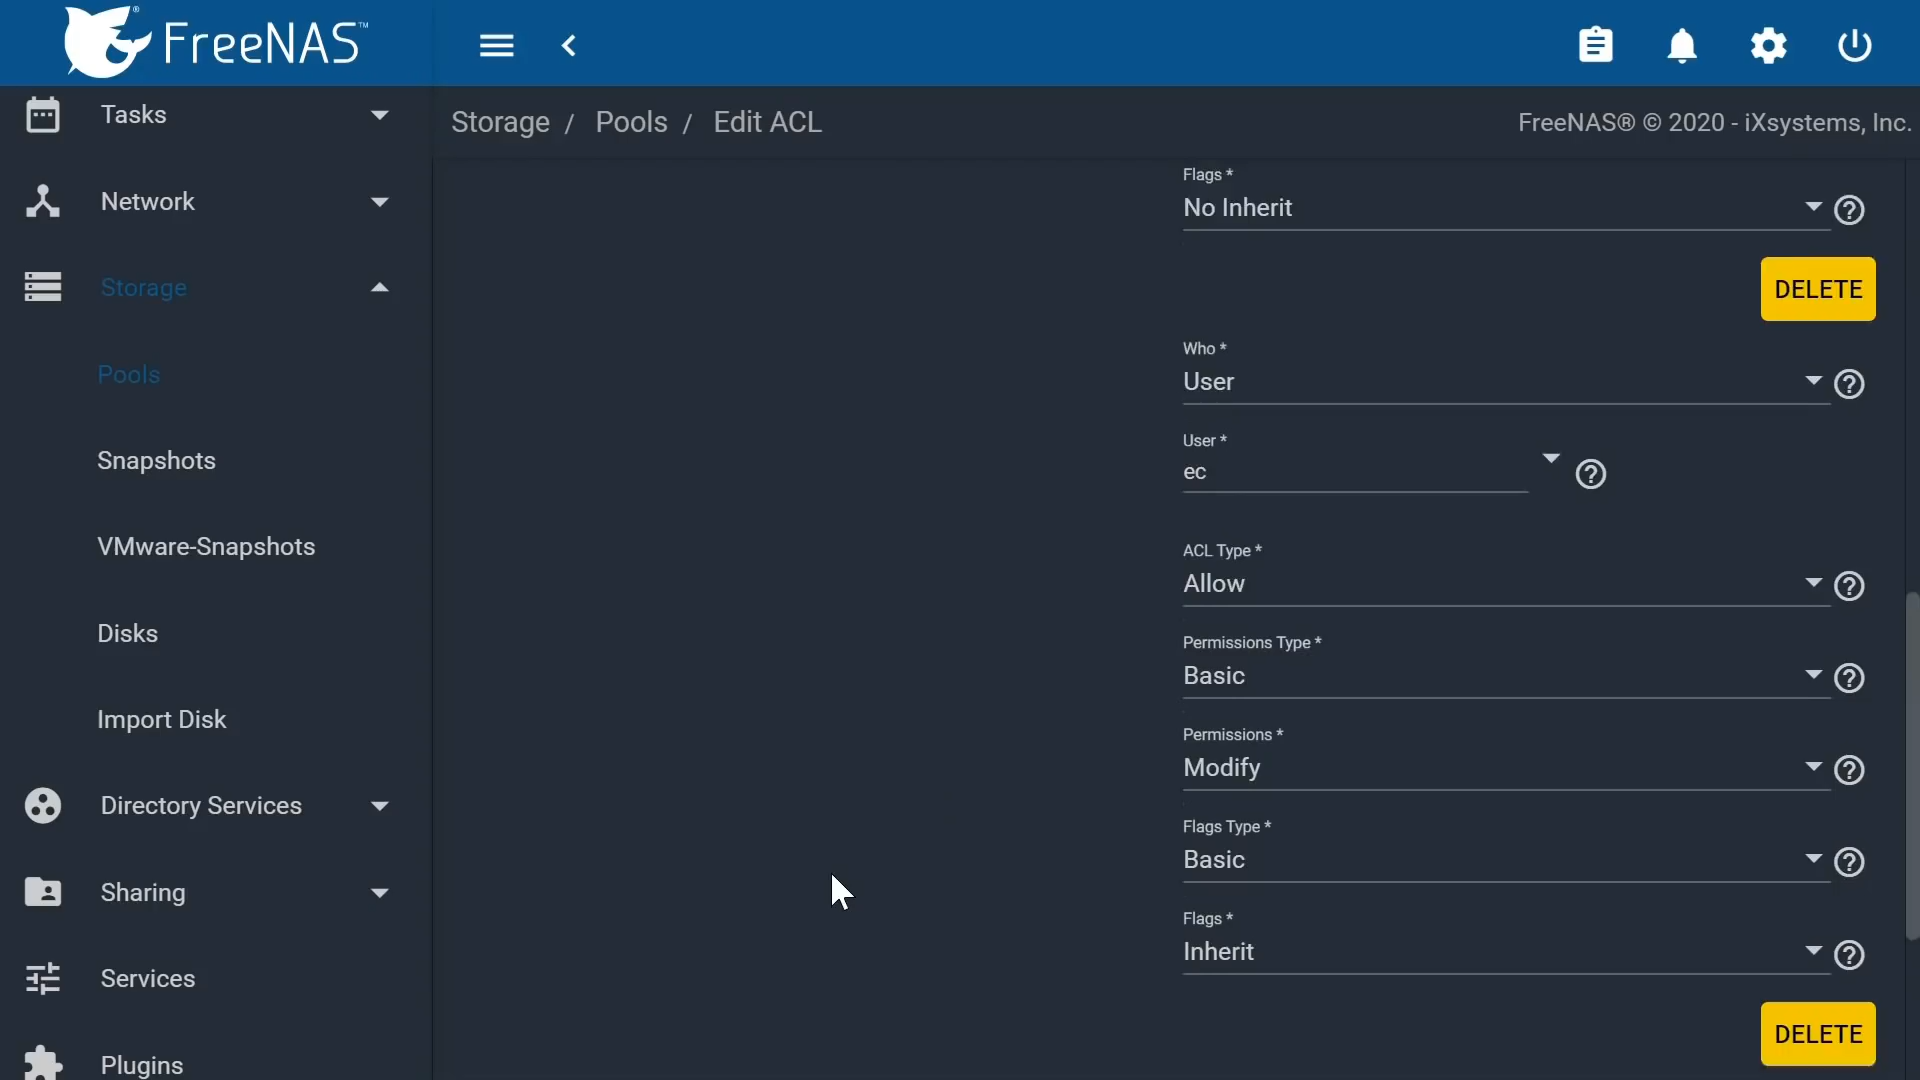 FreeNAS™
Tasks
Network
Storage
Pools
Snapshots
VMware-Snapshots
Disks
Import Disk
Directory Services
Sharing
Services
Plugins
Storage / Pools / Edit ACL
FreeNAS® © 2020 - iXsystems, Inc.
Flags *
No Inherit
DELETE
Who *
User
User *
ec
ACL Type *
Allow
Permissions Type *
Basic
Permissions *
Modify
Flags Type *
Basic
Flags *
Inherit
DELETE